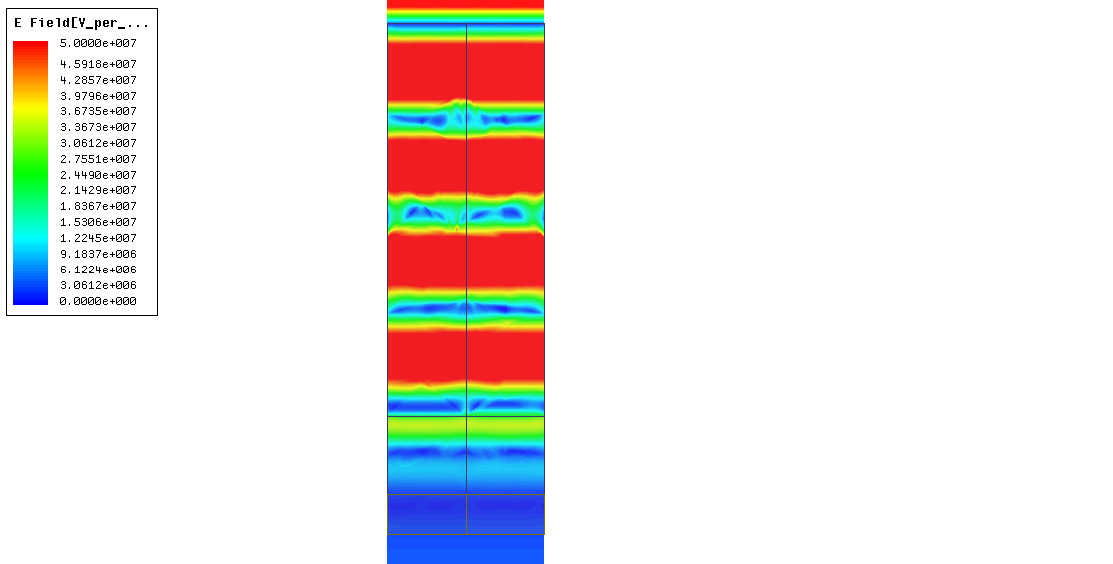 E Field[V_per_...
5.0000e+007
4.5918e+007
4.2857e+007
3.9796e+007
3.6735e+007
3.3673e+007
3.0612e+007
2.7551e+007
2.4490e+007
2.1429e+007
1.8367e+007
1.5306e+007
1.2245e+007
9.1837e+006
6.1224e+006
3.0612e+006
0.0000e+000